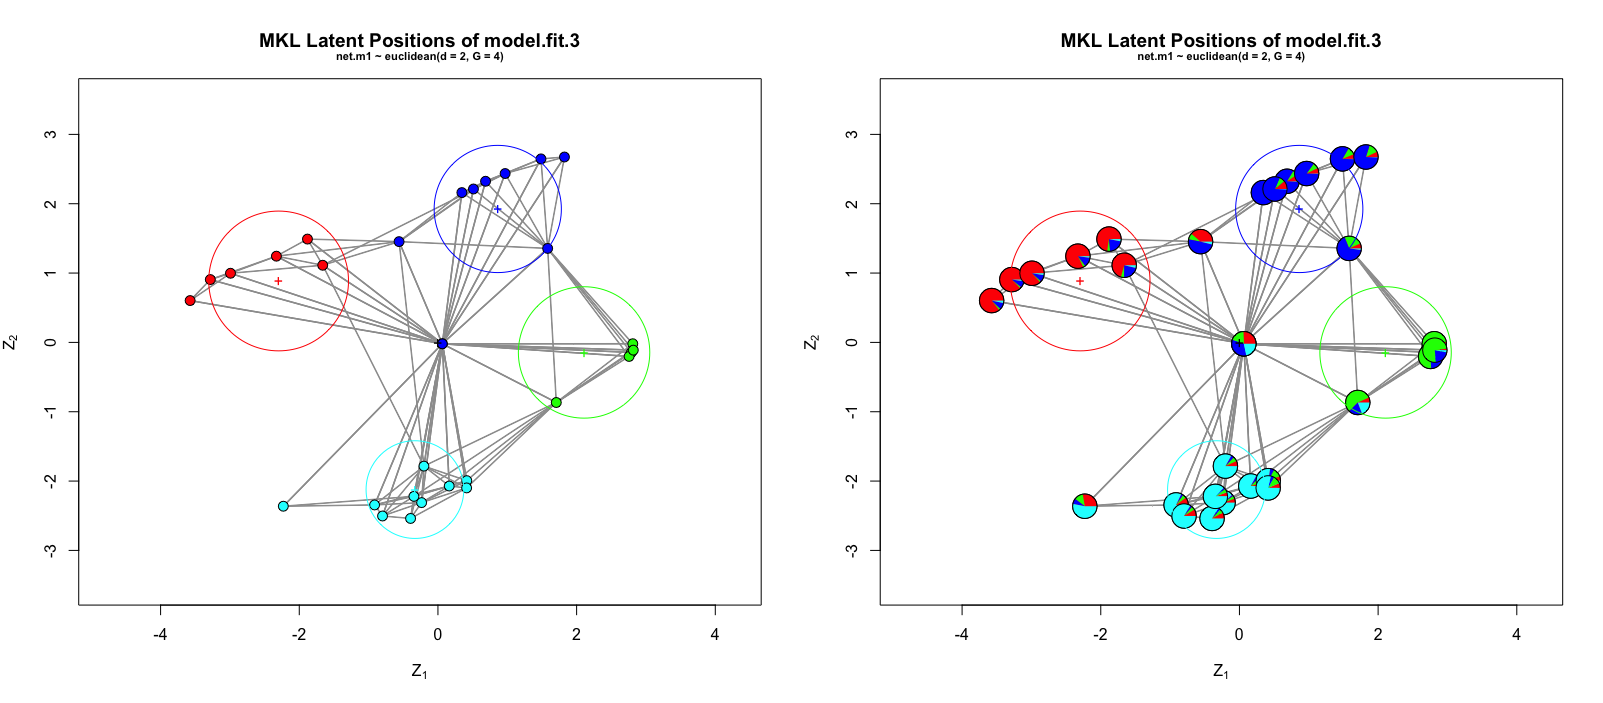 MKL Latent Positions of model.fit.3
net.m1 ~ euclidean(d = 2, G = 4)
3
2
1
0
-1
-2
-3
Z2
-4 -2 0 2 4
Z1
MKL Latent Positions of model.fit.3
net.m1 ~ euclidean(d = 2, G = 4)
3
2
1
0
-1
-2
-3
Z2
-4 -2 0 2 4
Z1